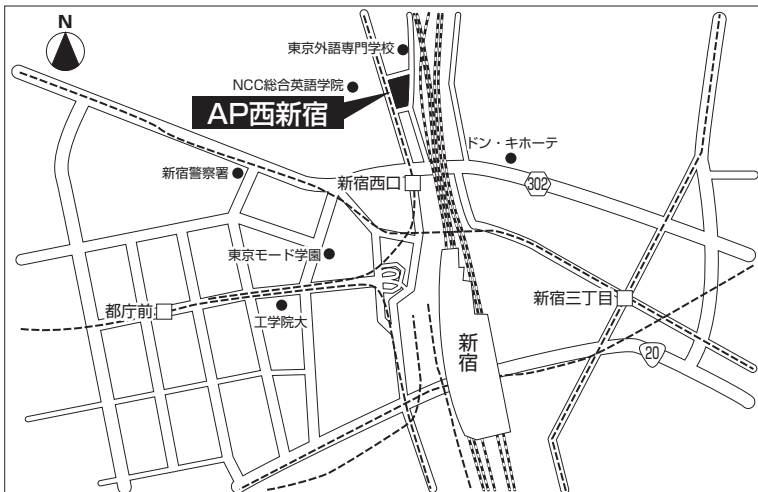 N
東京外語専門学校
NCC総合英語学院
AP西新宿
ドン・キホーテ
新宿警察署
新宿西口
302
東京モード学園
都庁前
工学院大
新宿三丁目
新宿
20